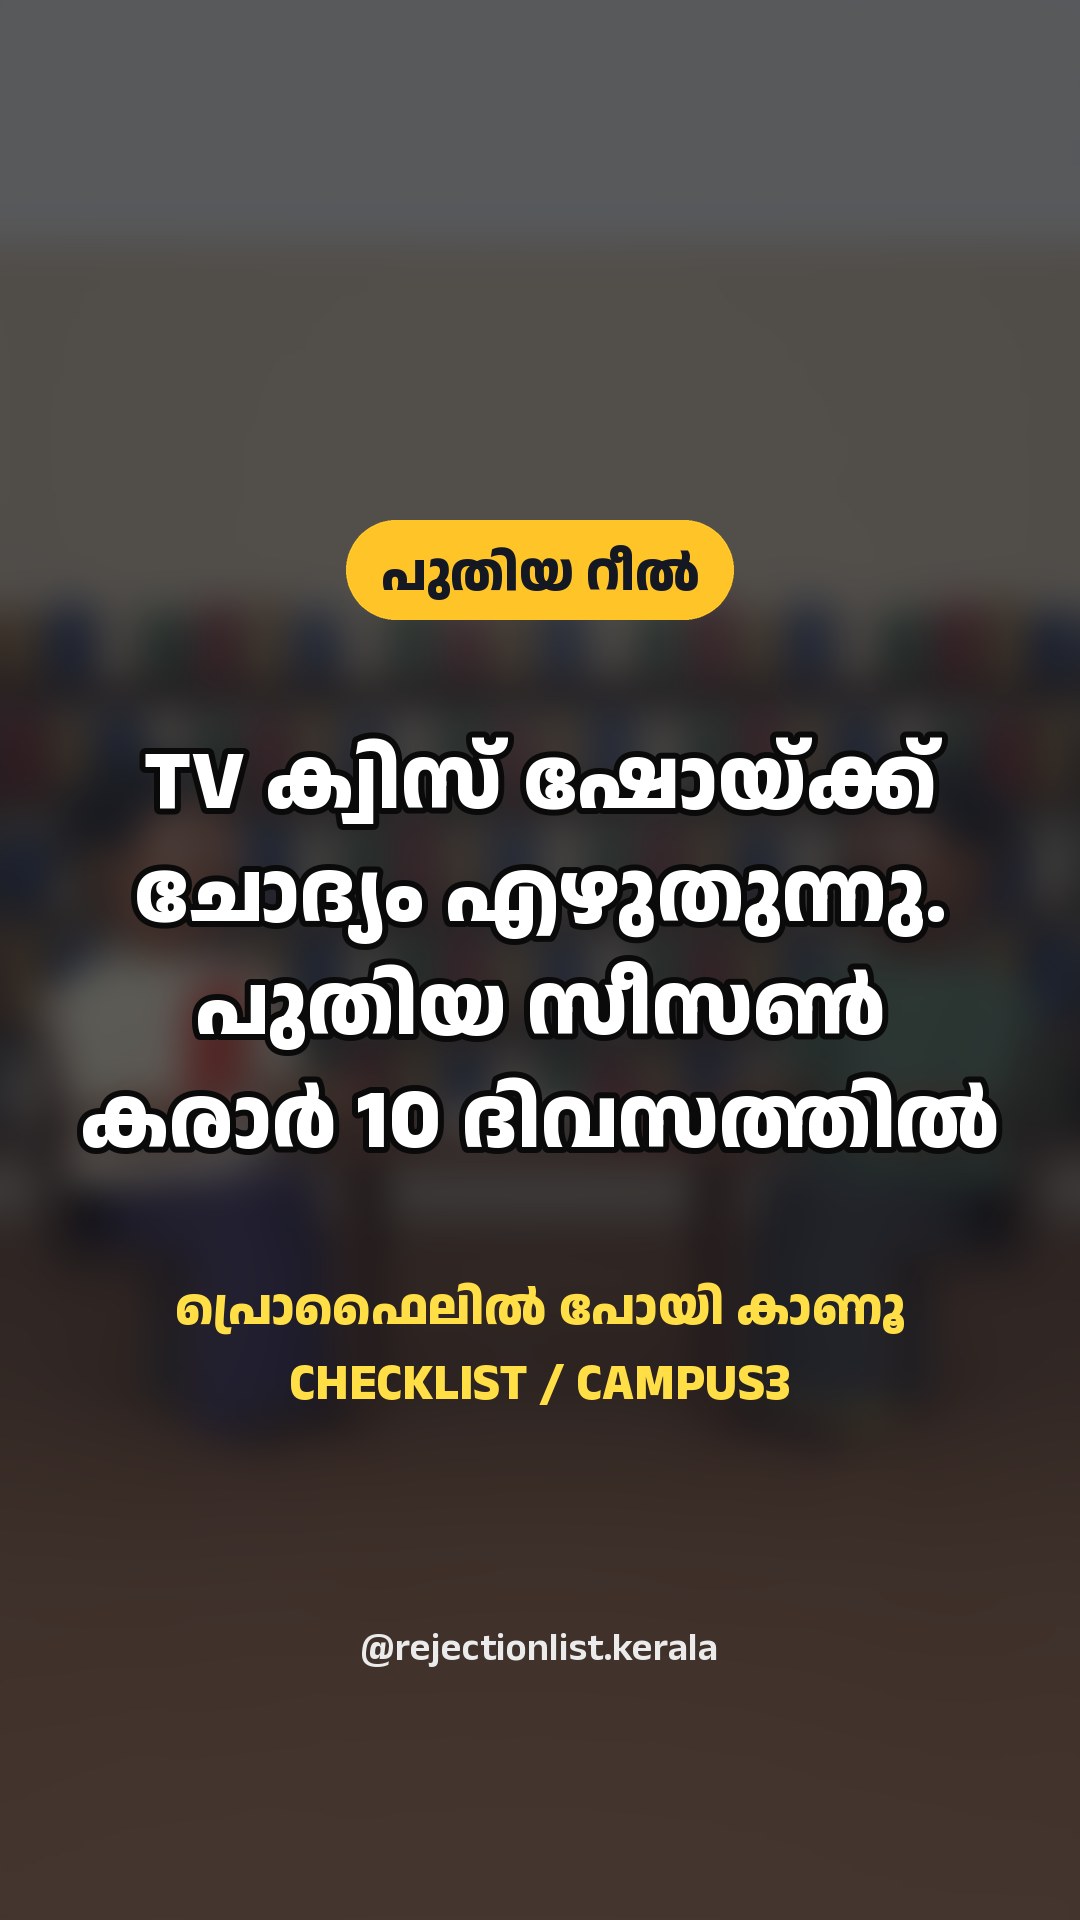 പുതിയ റീൽ
TV ക്വിസ് ഷോയ്ക്ക്
ചോദ്യം എഴുതുന്നു.
പുതിയ സീസൺ
കരാർ 10 ദിവസത്തിൽ
പ്രൊഫൈലിൽ പോയി കാണൂ
CHECKLIST / CAMPUS3
@rejectionlist.kerala